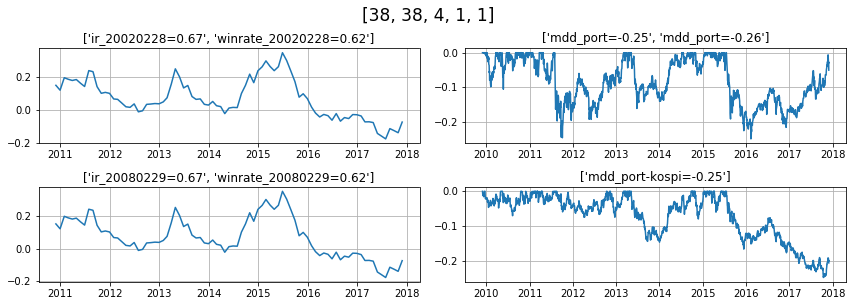 [38, 38, 4, 1, 1]
['ir_20020228=0.67', 'winrate_20020228=0.62']
0.2
0.0
−0.2
2011 2012 2013 2014 2015 2016 2017 2018
['mdd_port=-0.25', 'mdd_port=-0.26']
0.0
−0.1
−0.2
2010 2011 2012 2013 2014 2015 2016 2017 2018
['ir_20080229=0.67', 'winrate_20080229=0.62']
0.2
0.0
−0.2
2011 2012 2013 2014 2015 2016 2017 2018
['mdd_port-kospi=-0.25']
0.0
−0.1
−0.2
2010 2011 2012 2013 2014 2015 2016 2017 2018